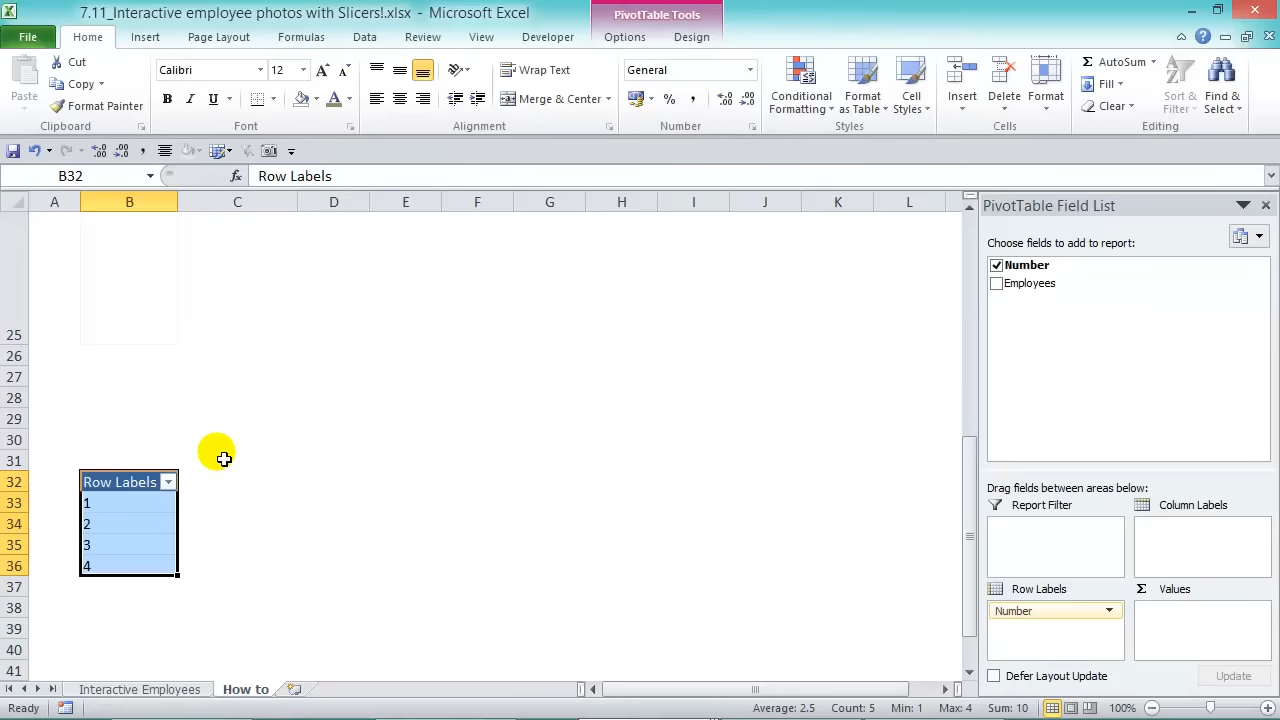 7.11_Interactive employee photos with Slicers!.xlsx - Microsoft Excel
PivotTable Tools
File Home Insert Page Layout Formulas Data Review View Developer Options Design
Paste
Cut
Copy
Format Painter
Clipboard
Calibri 12
B I U A
Font
Wrap Text
Merge & Center
Alignment
General
% ,
Number
Conditional Formatting
Format as Table
Cell Styles
Styles
Insert
Delete
Format
Cells
AutoSum
Fill
Clear
Sort & Filter
Find & Select
Editing
B32 fx Row Labels
A B C D E F G H I J K L
25
26
27
28
29
30
31
32 Row Labels
33 1
34 2
35 3
36 4
37
38
39
40
41
PivotTable Field List
Choose fields to add to report:
Number
Employees
Drag fields between areas below:
Report Filter
Column Labels
Row Labels
Σ Values
Number
Defer Layout Update
Update
Interactive Employees How to
Ready Average: 2.5 Count: 5 Min: 1 Max: 4 Sum: 10 100%